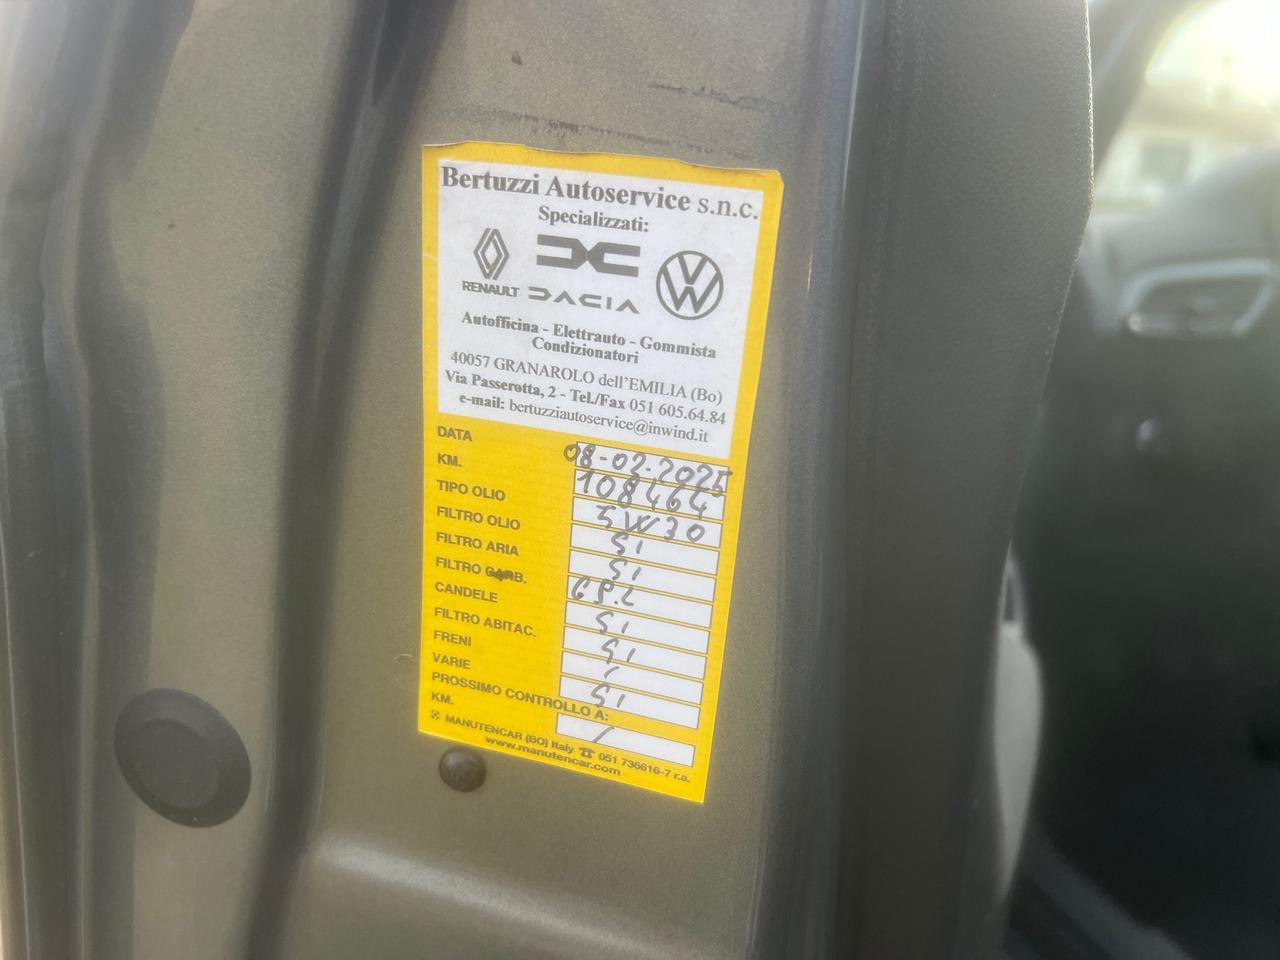 Bertuzzi Autoservice s.n.c.
Specializzati:
RENAULT DACIA
Autofficina - Elettrauto - Gommista
Condizionatori
40057 GRANAROLO dell'EMILIA (Bo)
Via Passerotta, 2 - Tel./Fax 051 605.64.84
e-mail: bertuzziautoservice@inwind.it
DATA 08-02-2025
KM. 108464
TIPO OLIO 5W30
FILTRO OLIO Si
FILTRO ARIA Si
FILTRO CARB. GPL
CANDELE Si
FILTRO ABITAC. Si
FRENI /
VARIE Si
PROSSIMO CONTROLLO A:
KM. /
MANUTENCAR (BO) Italy ☎ 051 736616-7 r.a.
www.manutencar.com